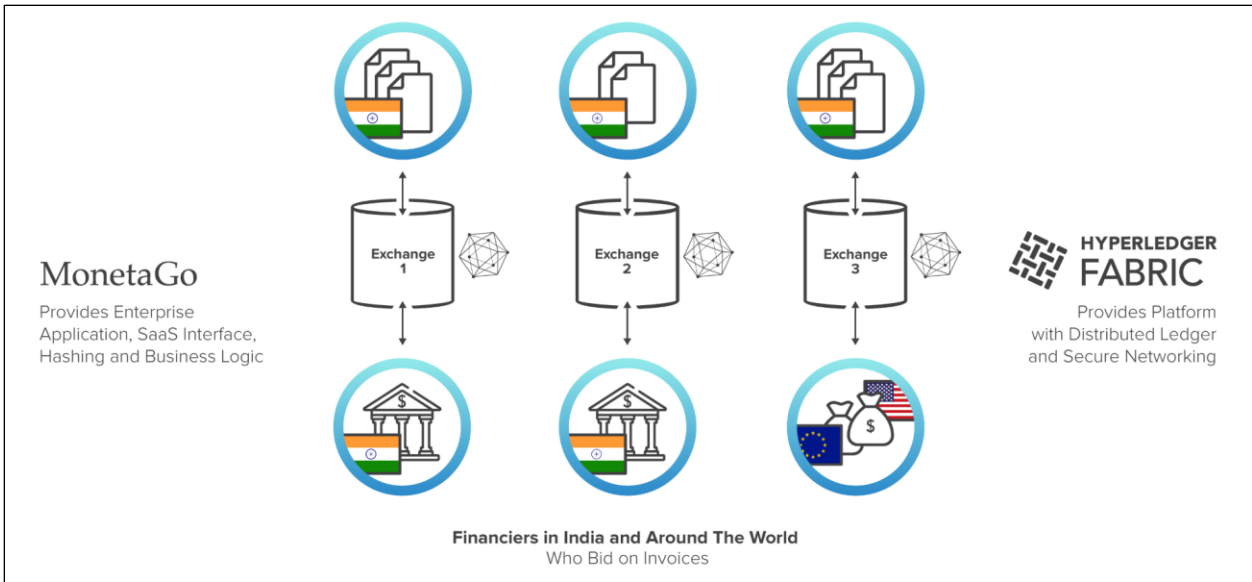 Exchange
1
Exchange
2
Exchange
3
MonetaGo
Provides Enterprise
Application, SaaS Interface,
Hashing and Business Logic
HYPERLEDGER
FABRIC
Provides Platform
with Distributed Ledger
and Secure Networking
$
$
$
Financiers in India and Around The World
Who Bid on Invoices